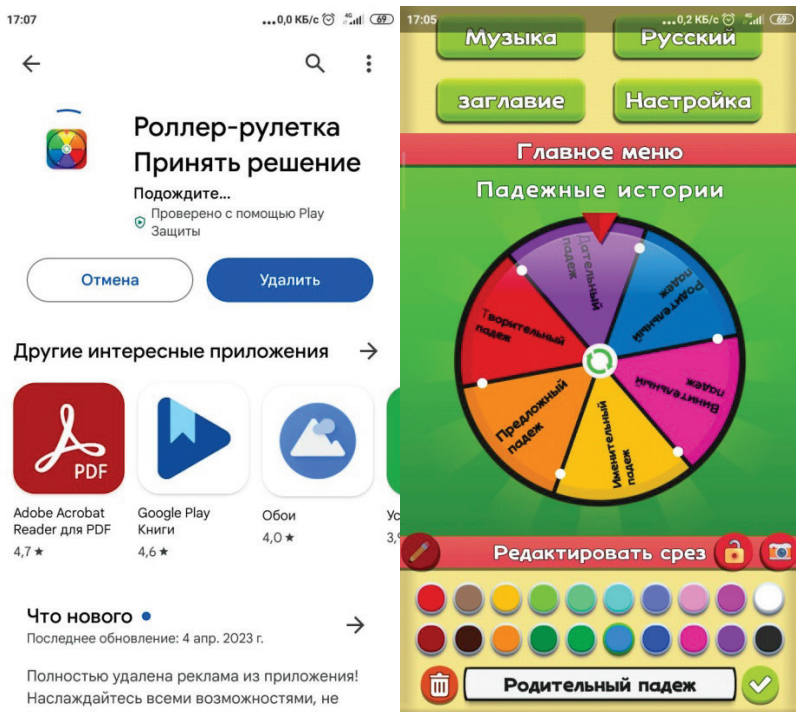 17:07
...0,0 КБ/с 4G 69
Роллер-рулетка
Принять решение
Подождите...
Проверено с помощью Play
Защиты
Отмена
Удалить
Другие интересные приложения
PDF
Adobe Acrobat
Reader для PDF
4,7 ★
Google Play
Книги
4,6 ★
Обои
4,0 ★
Ус
3,
Что нового
Последнее обновление: 4 апр. 2023 г.
Полностью удалена реклама из приложения!
Наслаждайтесь всеми возможностями, не
17:05
...0,2 КБ/с 4G 69
Музыка
Русский
заглавие
Настройка
Главное меню
Падежные истории
Дательный
падеж
Родительный
падеж
Винительный
падеж
Именительный
падеж
Предложный
падеж
Творительный
падеж
Редактировать срез
Родительный падеж